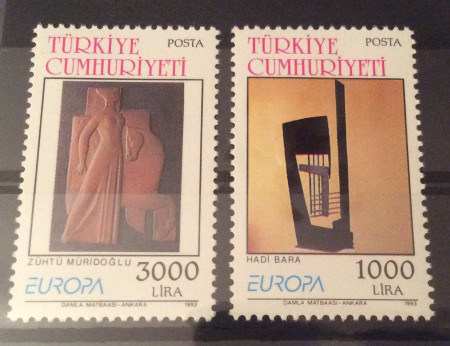 TÜRKİYE POSTA
CUMHURİYETİ
ZÜHTÜ MÜRİDOĞLU
EUROPA 3000
LİRA
DAMLA MATBAASI-ANKARA 1993
TÜRKİYE POSTA
CUMHURİYETİ
HADİ BARA
EUROPA 1000
LİRA
DAMLA MATBAASI-ANKARA 1993